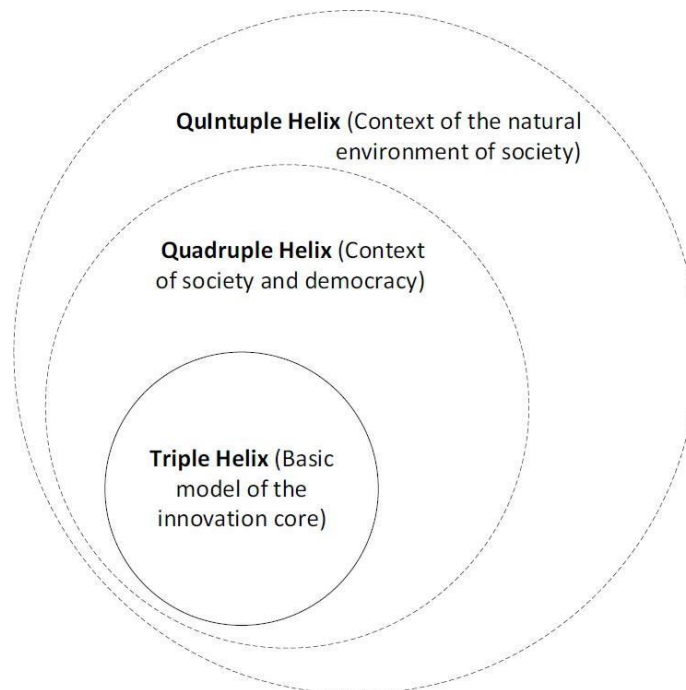 QuIntuple Helix (Context of the natural
environment of society)
Quadruple Helix (Context
of society and democracy)
Triple Helix (Basic
model of the
innovation core)